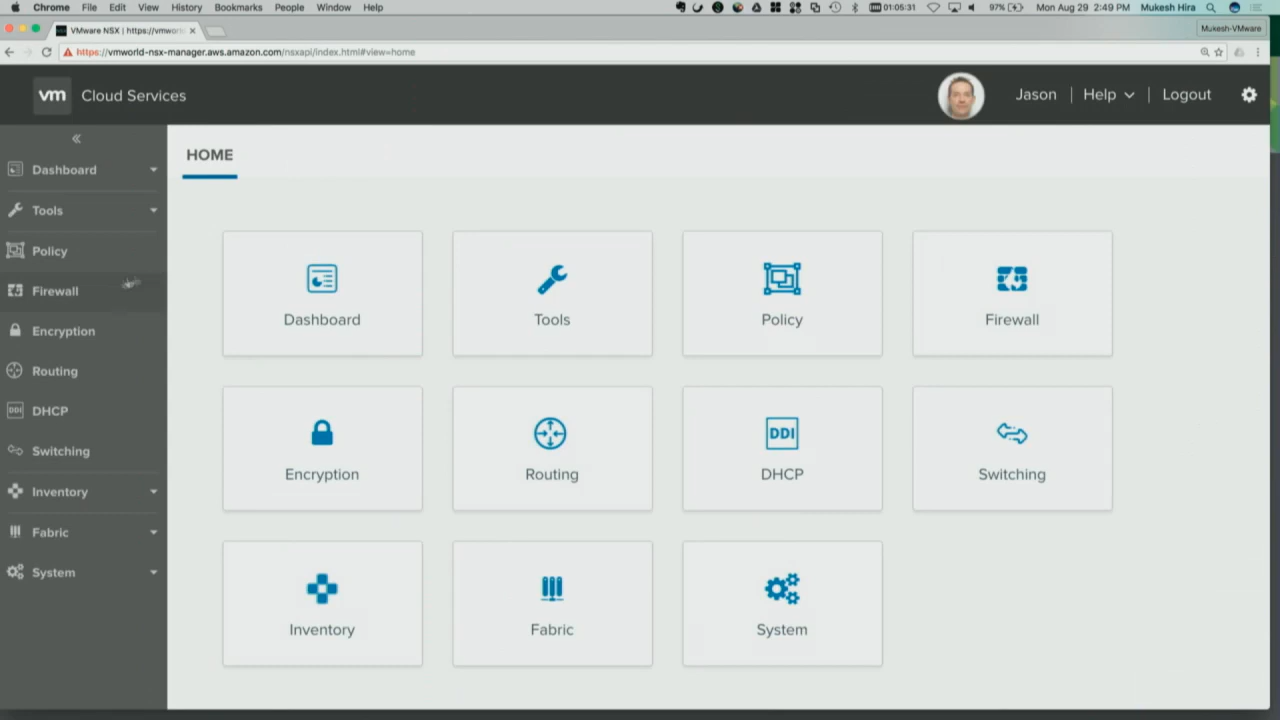 Chrome File Edit View History Bookmarks People Window Help 01:05:31 97% Mon Aug 29 2:49 PM Mukesh Hira
VMware NSX | https://vmworl Mukesh-VMware
https://vmworld-nsx-manager.aws.amazon.com/nsxapi/index.html#view=home
vm Cloud Services Jason | Help | Logout
HOME
Dashboard
Tools
Policy
Firewall
Encryption
Routing
DDI DHCP
Switching
Inventory
Fabric
System
Dashboard Tools Policy Firewall
DDI
Encryption Routing DHCP Switching
Inventory Fabric System